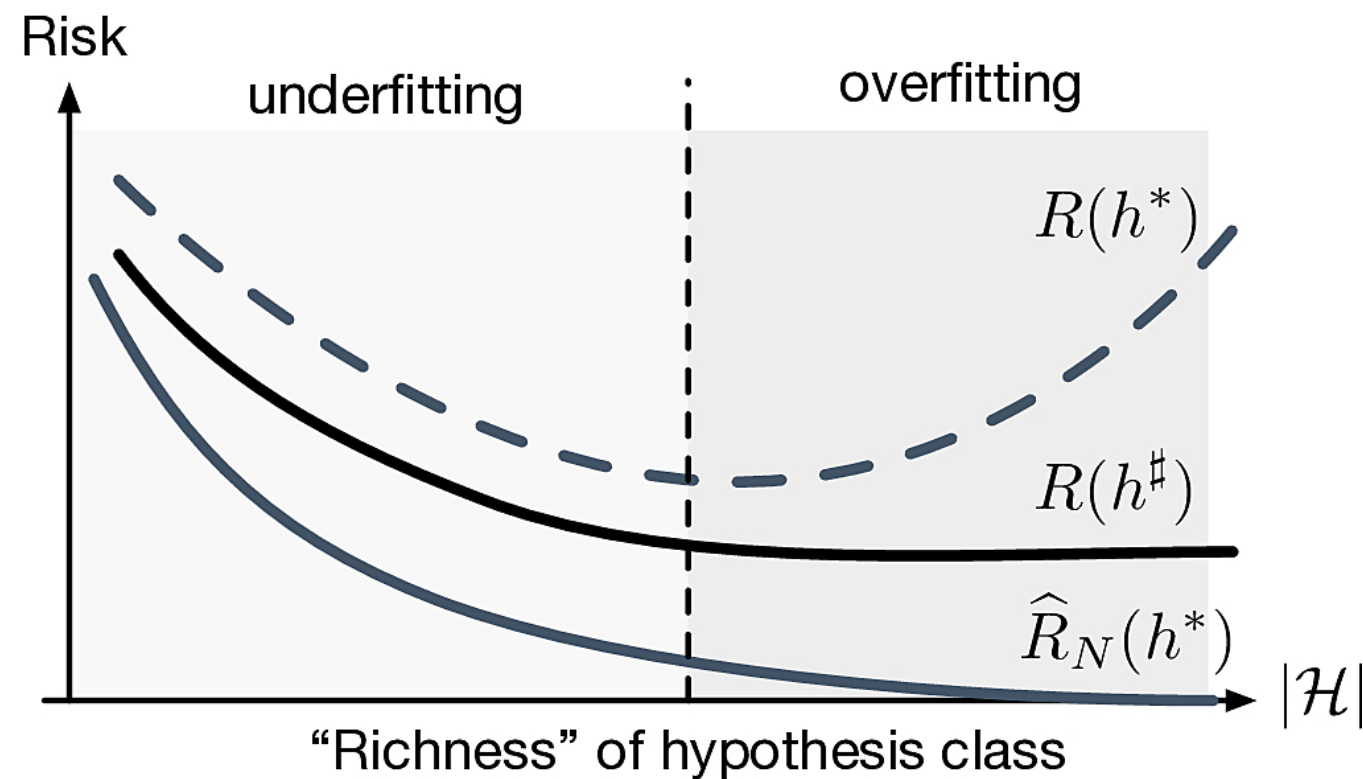 Risk
underfitting
overfitting
R(h*)
R(h♯)
R̂_N(h*)
|ℋ|
“Richness” of hypothesis class